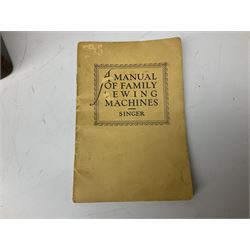 A MANUAL
OF FAMILY
SEWING
MACHINES
SINGER